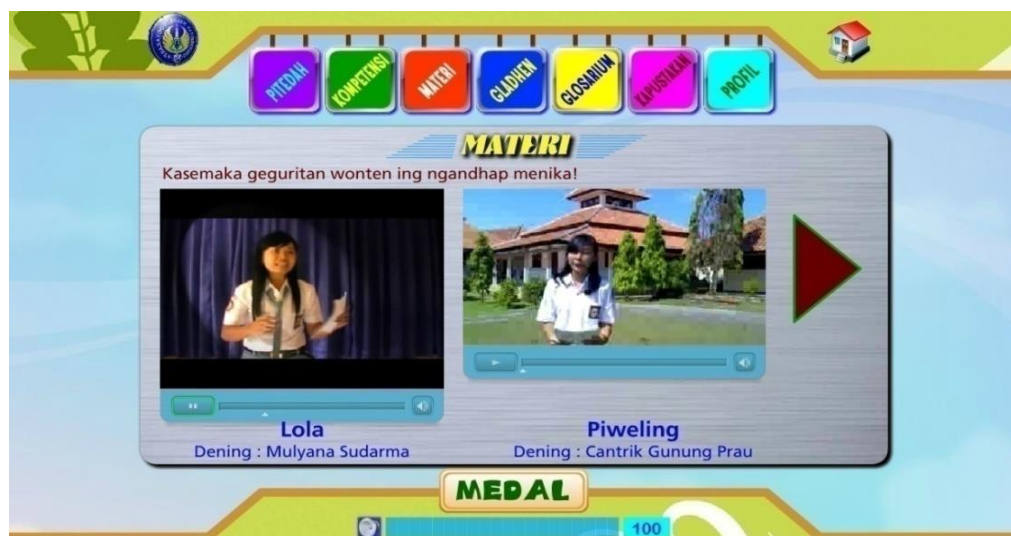 PITEDAH
KOMPETENSI
MATERI
GLADHEN
GLOSARIUM
KAPUSTAKAN
PROFIL
MATERI
Kasemaka geguritan wonten ing ngandhap menika!
Lola
Dening : Mulyana Sudarma
Piweling
Dening : Cantrik Gunung Prau
MEDAL
100